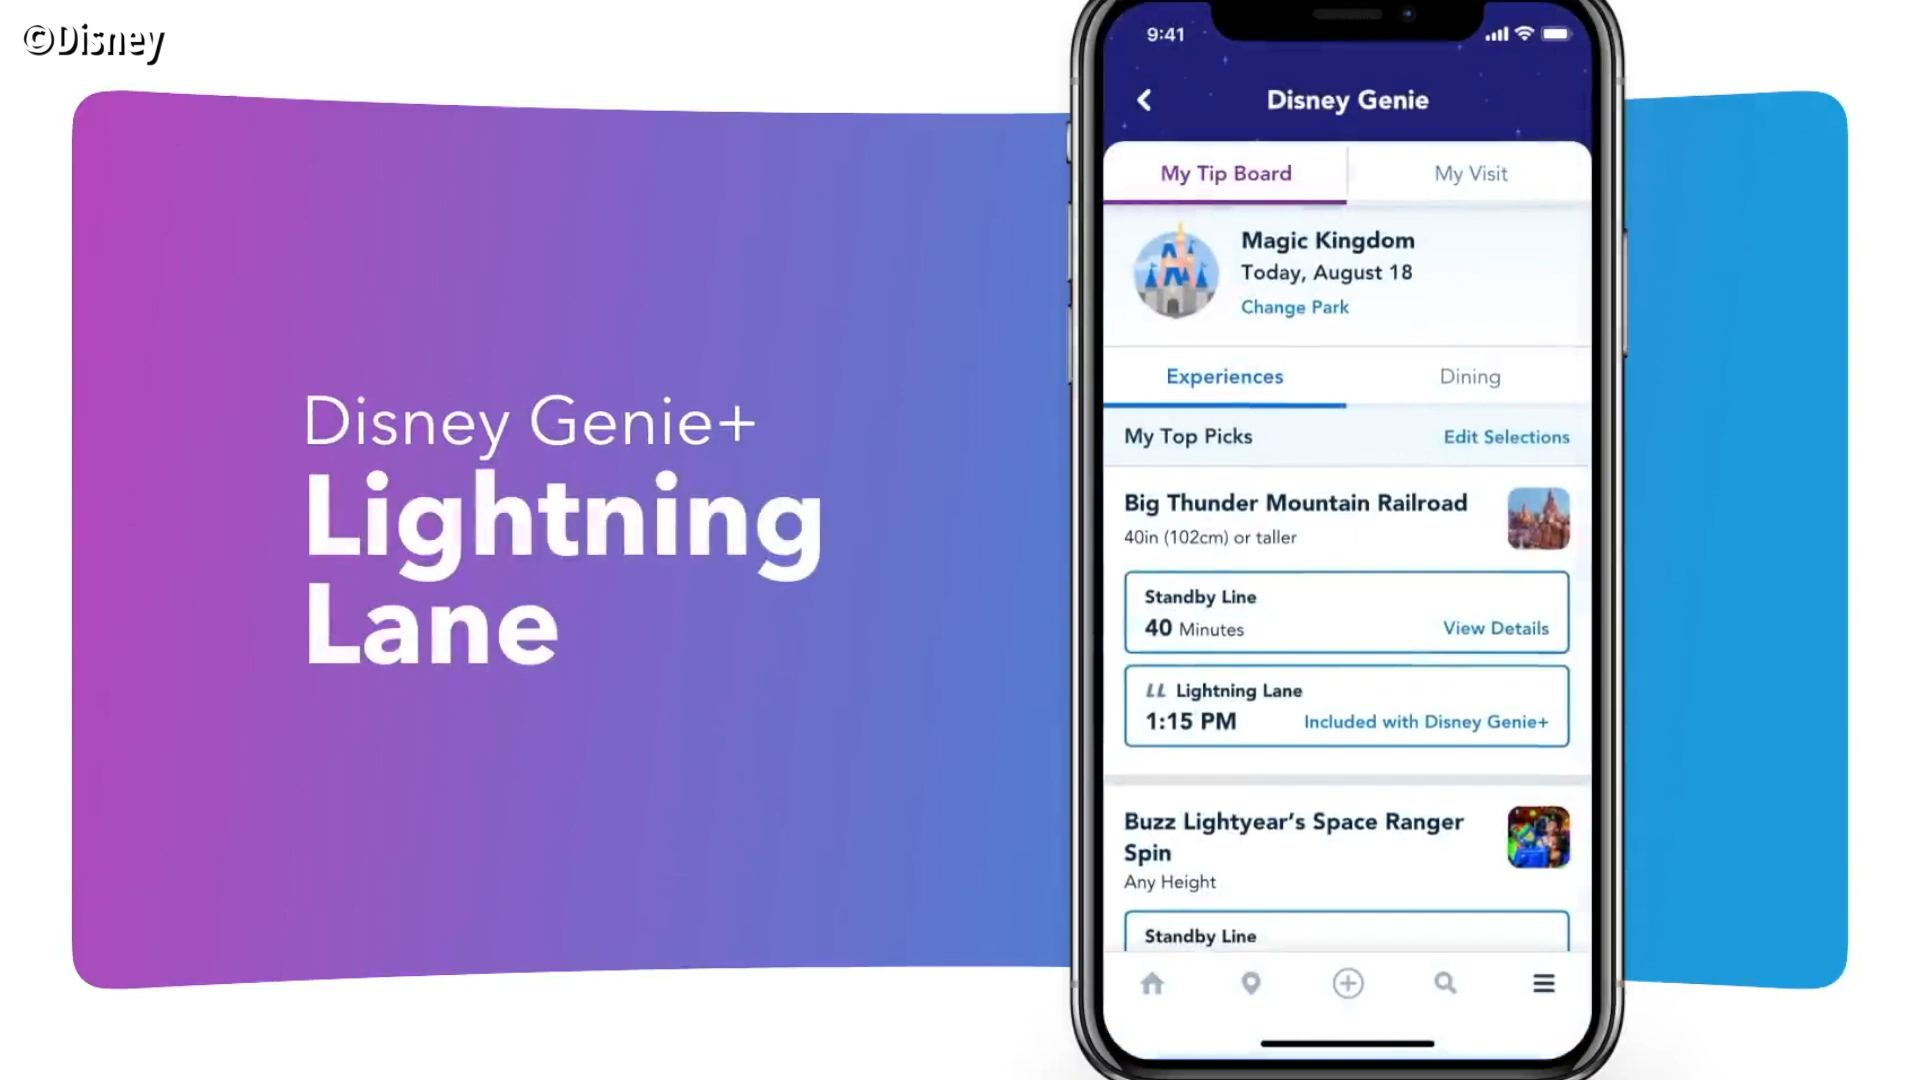 ©Disney
Disney Genie+
Lightning
Lane
9:41
Disney Genie
My Tip Board
My Visit
Magic Kingdom
Today, August 18
Change Park
Experiences
Dining
My Top Picks
Edit Selections
Big Thunder Mountain Railroad
40in (102cm) or taller
Standby Line
40 Minutes
View Details
LL Lightning Lane
1:15 PM
Included with Disney Genie+
Buzz Lightyear’s Space Ranger
Spin
Any Height
Standby Line